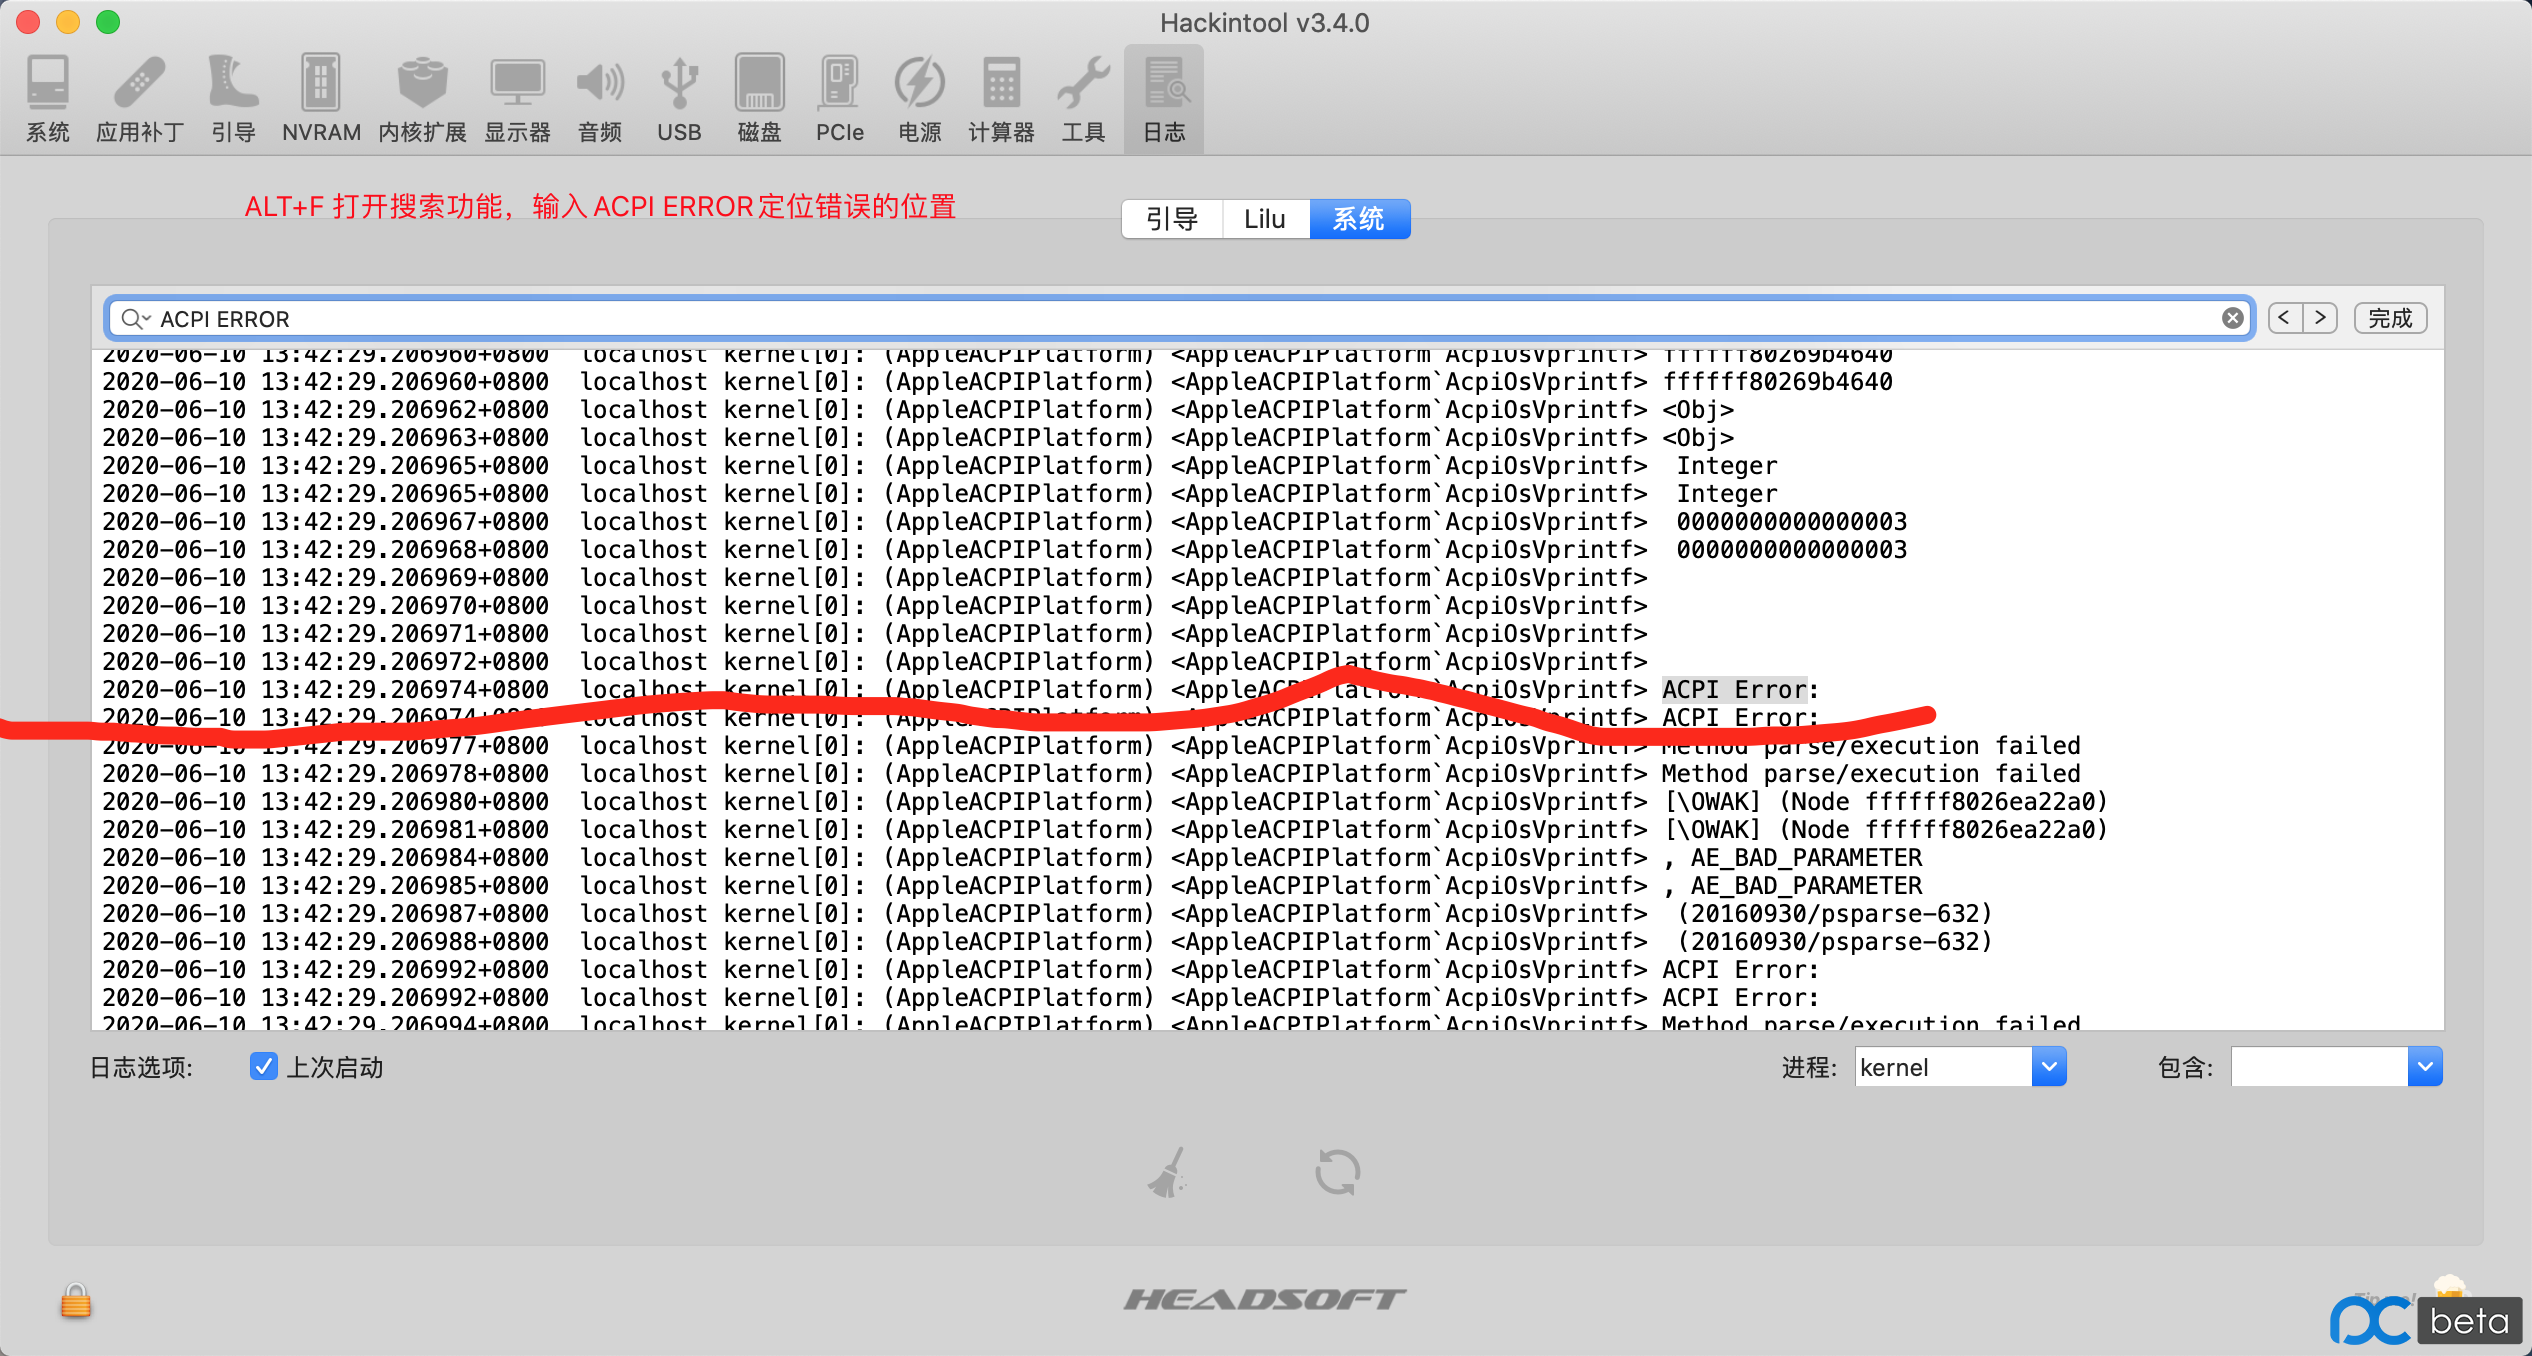 Hackintool v3.4.0
系统 应用补丁 引导 NVRAM 内核扩展 显示器 音频 USB 磁盘 PCIe 电源 计算器 工具 日志
ALT+F 打开搜索功能，输入 ACPI ERROR 定位错误的位置
引导 Lilu 系统
ACPI ERROR < > 完成
2020-06-10 13:42:29.206960+0800 localhost kernel[0]: (AppleACPIPlatform) <AppleACPIPlatform`AcpiOsVprintf> ffffff80269b4640
2020-06-10 13:42:29.206960+0800 localhost kernel[0]: (AppleACPIPlatform) <AppleACPIPlatform`AcpiOsVprintf> ffffff80269b4640
2020-06-10 13:42:29.206962+0800 localhost kernel[0]: (AppleACPIPlatform) <AppleACPIPlatform`AcpiOsVprintf> <Obj>
2020-06-10 13:42:29.206963+0800 localhost kernel[0]: (AppleACPIPlatform) <AppleACPIPlatform`AcpiOsVprintf> <Obj>
2020-06-10 13:42:29.206965+0800 localhost kernel[0]: (AppleACPIPlatform) <AppleACPIPlatform`AcpiOsVprintf> Integer
2020-06-10 13:42:29.206965+0800 localhost kernel[0]: (AppleACPIPlatform) <AppleACPIPlatform`AcpiOsVprintf> Integer
2020-06-10 13:42:29.206967+0800 localhost kernel[0]: (AppleACPIPlatform) <AppleACPIPlatform`AcpiOsVprintf> 0000000000000003
2020-06-10 13:42:29.206968+0800 localhost kernel[0]: (AppleACPIPlatform) <AppleACPIPlatform`AcpiOsVprintf> 0000000000000003
2020-06-10 13:42:29.206969+0800 localhost kernel[0]: (AppleACPIPlatform) <AppleACPIPlatform`AcpiOsVprintf>
2020-06-10 13:42:29.206970+0800 localhost kernel[0]: (AppleACPIPlatform) <AppleACPIPlatform`AcpiOsVprintf>
2020-06-10 13:42:29.206971+0800 localhost kernel[0]: (AppleACPIPlatform) <AppleACPIPlatform`AcpiOsVprintf>
2020-06-10 13:42:29.206972+0800 localhost kernel[0]: (AppleACPIPlatform) <AppleACPIPlatform`AcpiOsVprintf>
2020-06-10 13:42:29.206974+0800 localhost kernel[0]: (AppleACPIPlatform) <AppleACPIPlatform`AcpiOsVprintf> ACPI Error:
2020-06-10 13:42:29.206974+0800 localhost kernel[0]: (AppleACPIPlatform) <AppleACPIPlatform`AcpiOsVprintf> ACPI Error:
2020-06-10 13:42:29.206977+0800 localhost kernel[0]: (AppleACPIPlatform) <AppleACPIPlatform`AcpiOsVprintf> Method parse/execution failed
2020-06-10 13:42:29.206978+0800 localhost kernel[0]: (AppleACPIPlatform) <AppleACPIPlatform`AcpiOsVprintf> Method parse/execution failed
2020-06-10 13:42:29.206980+0800 localhost kernel[0]: (AppleACPIPlatform) <AppleACPIPlatform`AcpiOsVprintf> [\OWAK] (Node ffffff8026ea22a0)
2020-06-10 13:42:29.206981+0800 localhost kernel[0]: (AppleACPIPlatform) <AppleACPIPlatform`AcpiOsVprintf> [\OWAK] (Node ffffff8026ea22a0)
2020-06-10 13:42:29.206984+0800 localhost kernel[0]: (AppleACPIPlatform) <AppleACPIPlatform`AcpiOsVprintf> , AE_BAD_PARAMETER
2020-06-10 13:42:29.206985+0800 localhost kernel[0]: (AppleACPIPlatform) <AppleACPIPlatform`AcpiOsVprintf> , AE_BAD_PARAMETER
2020-06-10 13:42:29.206987+0800 localhost kernel[0]: (AppleACPIPlatform) <AppleACPIPlatform`AcpiOsVprintf> (20160930/psparse-632)
2020-06-10 13:42:29.206988+0800 localhost kernel[0]: (AppleACPIPlatform) <AppleACPIPlatform`AcpiOsVprintf> (20160930/psparse-632)
2020-06-10 13:42:29.206992+0800 localhost kernel[0]: (AppleACPIPlatform) <AppleACPIPlatform`AcpiOsVprintf> ACPI Error:
2020-06-10 13:42:29.206992+0800 localhost kernel[0]: (AppleACPIPlatform) <AppleACPIPlatform`AcpiOsVprintf> ACPI Error:
2020-06-10 13:42:29.206994+0800 localhost kernel[0]: (AppleACPIPlatform) <AppleACPIPlatform`AcpiOsVprintf> Method parse/execution failed
日志选项: 上次启动 进程: kernel 包含:
HEADSOFT
pc beta